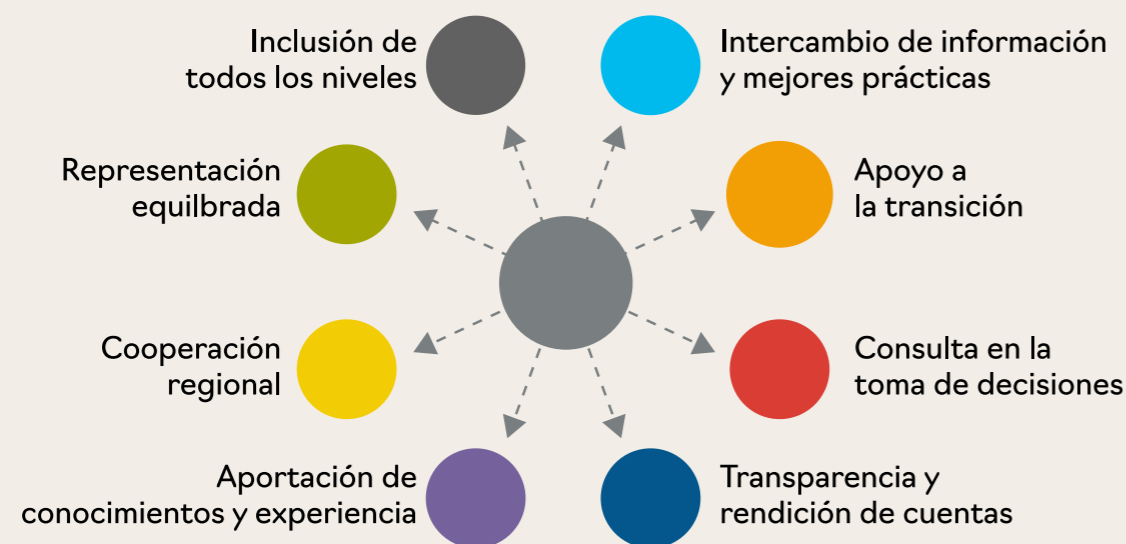 Inclusión de
todos los niveles
Intercambio de información
y mejores prácticas
Representación
equilbrada
Apoyo a
la transición
Cooperación
regional
Consulta en la
toma de decisiones
Aportación de
conocimientos y experiencia
Transparencia y
rendición de cuentas